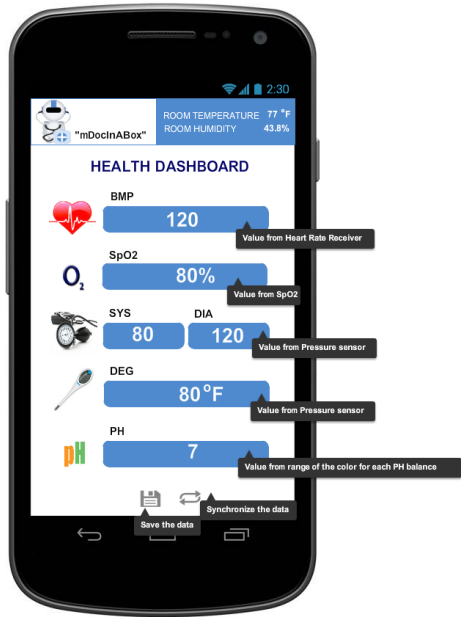 2:30
"mDocInABox"
ROOM TEMPERATURE 77 °F
ROOM HUMIDITY 43.8%
HEALTH DASHBOARD
BMP
120
Value from Heart Rate Receiver
SpO2
O2
80%
Value from SpO2
SYS DIA
80 120
Value from Pressure sensor
DEG
80°F
Value from Pressure sensor
PH
pH
7
Value from range of the color for each PH balance
Synchronize the data
Save the data